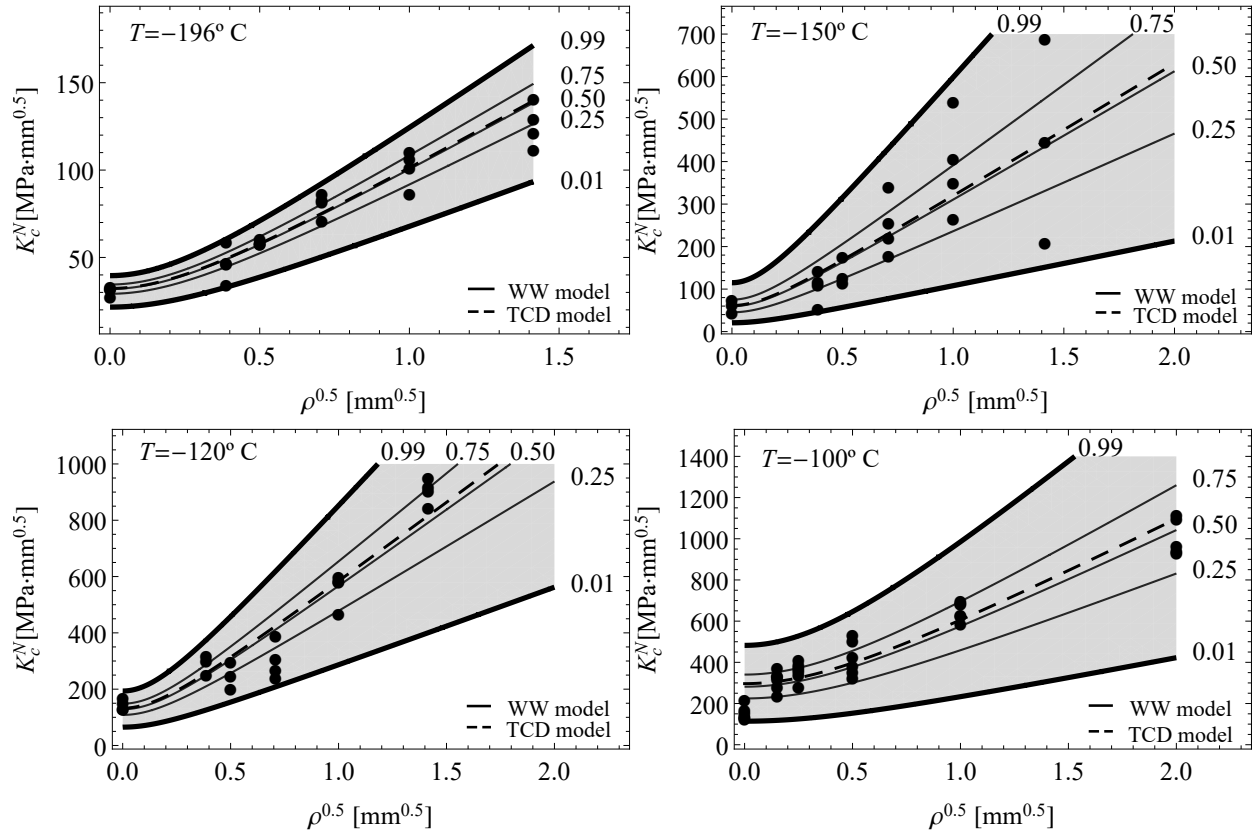 T=−196º C
K_c^N [MPa·mm^0.5]
150
100
50
0.99
0.75
0.50
0.25
0.01
WW model
TCD model
0.0 0.5 1.0 1.5
ρ^0.5 [mm^0.5]
T=−150º C
K_c^N [MPa·mm^0.5]
700
600
500
400
300
200
100
0
0.99 0.75
0.50
0.25
0.01
WW model
TCD model
0.0 0.5 1.0 1.5 2.0
ρ^0.5 [mm^0.5]
T=−120º C
K_c^N [MPa·mm^0.5]
1000
800
600
400
200
0
0.99 0.75 0.50
0.25
0.01
WW model
TCD model
0.0 0.5 1.0 1.5 2.0
ρ^0.5 [mm^0.5]
T=−100º C
K_c^N [MPa·mm^0.5]
1400
1200
1000
800
600
400
200
0
0.99
0.75
0.50
0.25
0.01
WW model
TCD model
0.0 0.5 1.0 1.5 2.0
ρ^0.5 [mm^0.5]